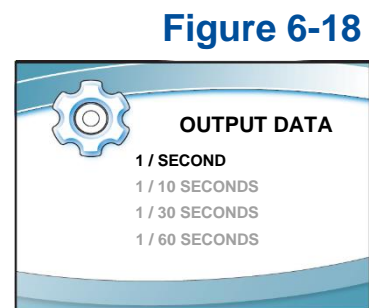 Figure 6-18
OUTPUT DATA
1 / SECOND
1 / 10 SECONDS
1 / 30 SECONDS
1 / 60 SECONDS